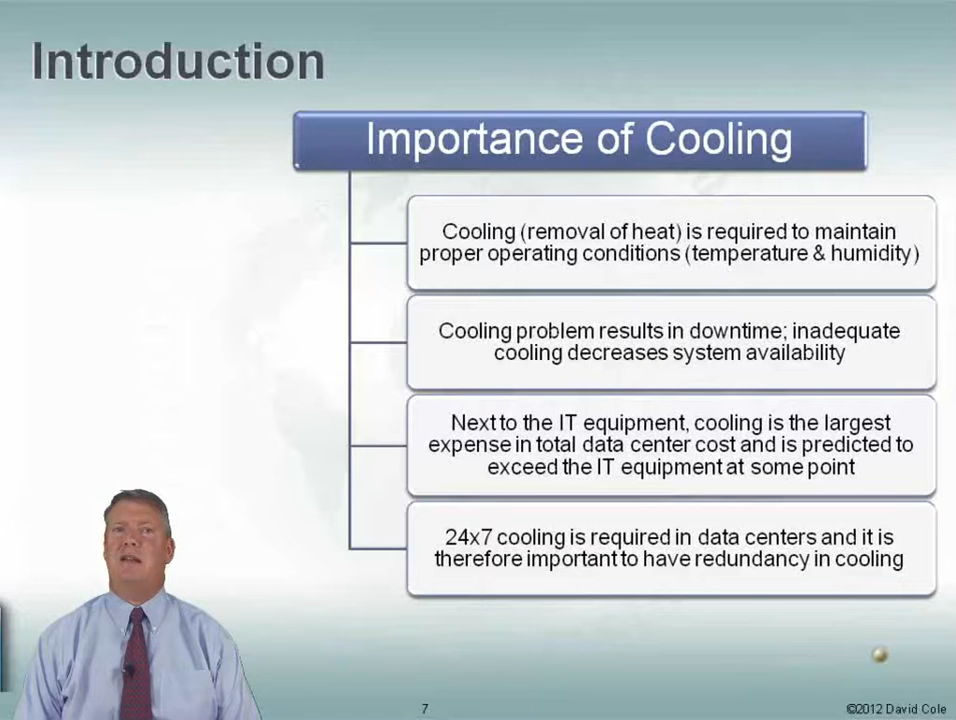 Introduction
Importance of Cooling
Cooling (removal of heat) is required to maintain
proper operating conditions (temperature & humidity)
Cooling problem results in downtime; inadequate
cooling decreases system availability
Next to the IT equipment, cooling is the largest
expense in total data center cost and is predicted to
exceed the IT equipment at some point
24x7 cooling is required in data centers and it is
therefore important to have redundancy in cooling
7
©2012 David Cole